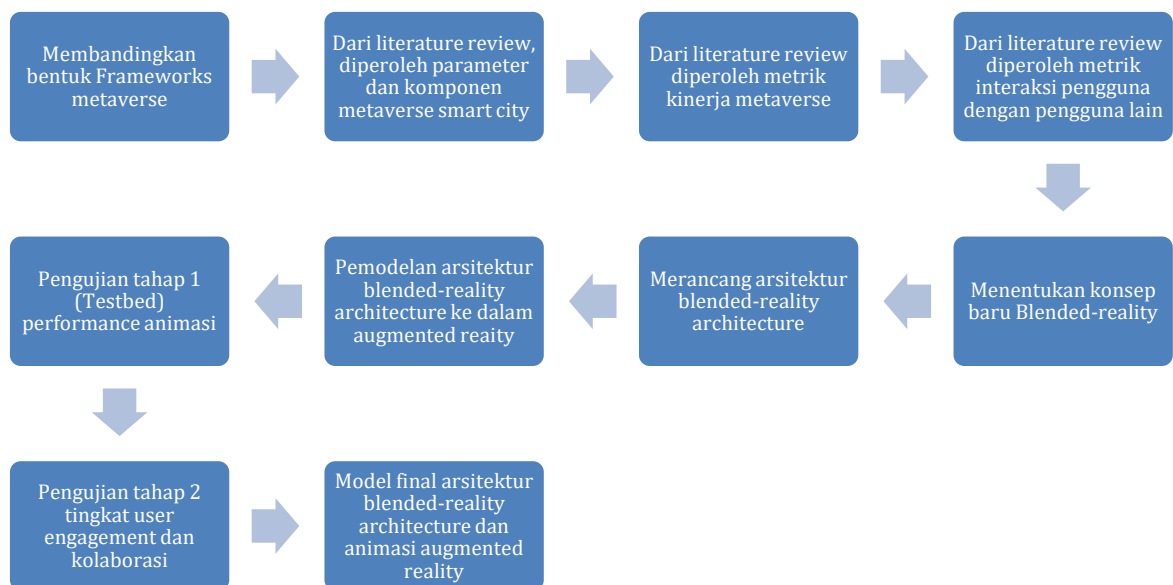 Membandingkan
bentuk Frameworks
metaverse
Dari literature review,
diperoleh parameter
dan komponen
metaverse smart city
Dari literature review
diperoleh metrik
kinerja metaverse
Dari literature review
diperoleh metrik
interaksi pengguna
dengan pengguna lain
Menentukan konsep
baru Blended-reality
Merancang arsitektur
blended-reality
architecture
Pemodelan arsitektur
blended-reality
architecture ke dalam
augmented reaity
Pengujian tahap 1
(Testbed)
performance animasi
Pengujian tahap 2
tingkat user
engagement dan
kolaborasi
Model final arsitektur
blended-reality
architecture dan
animasi augmented
reality